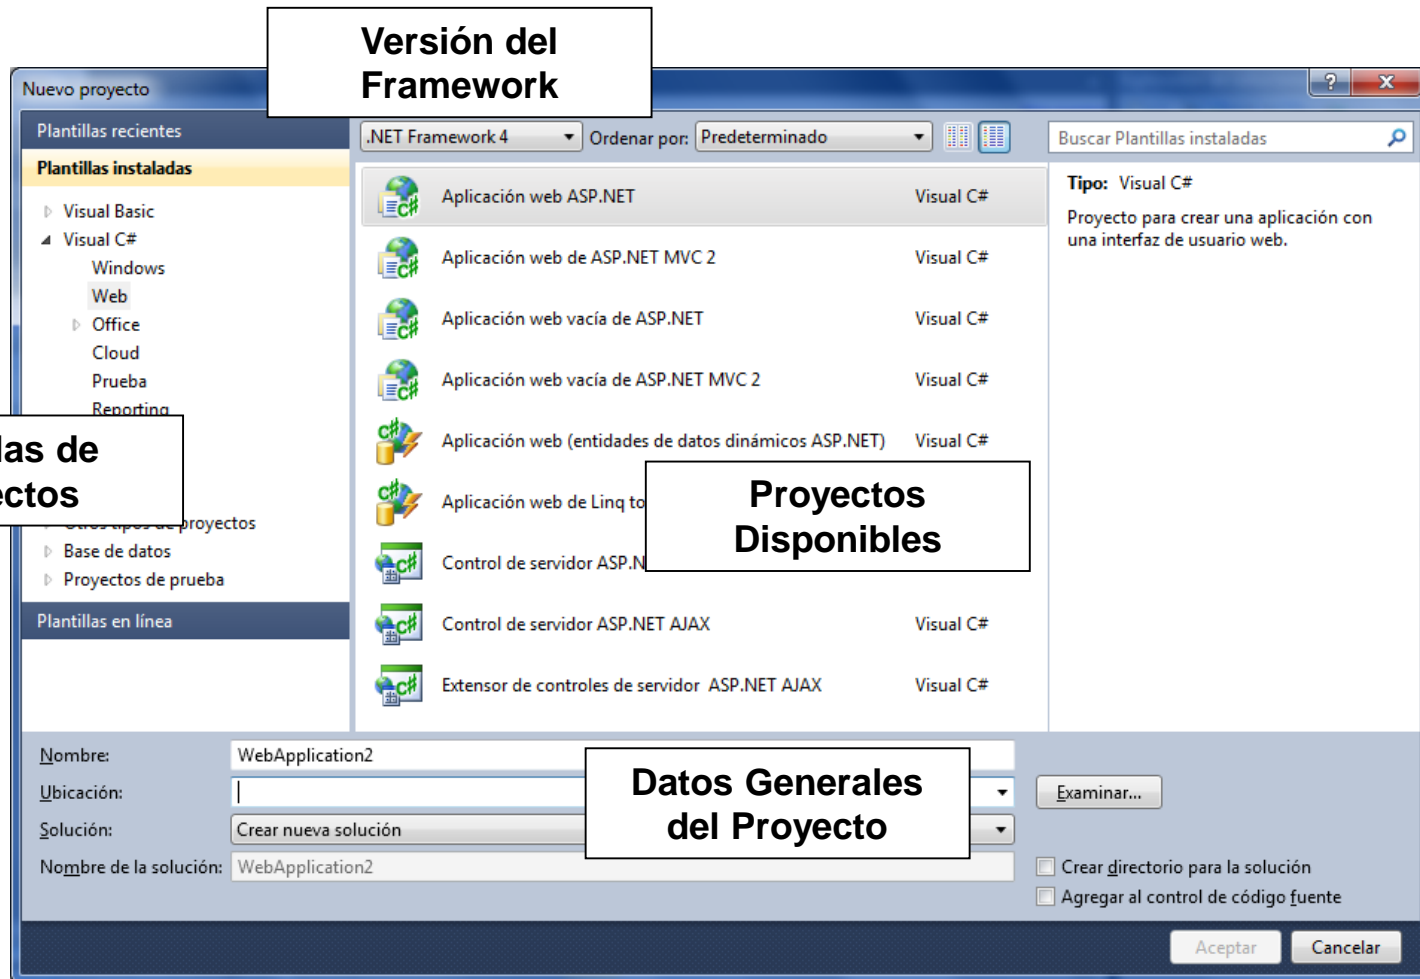 Versión del
Framework
Nuevo proyecto
Plantillas recientes
.NET Framework 4 Ordenar por: Predeterminado
Buscar Plantillas instaladas
Plantillas instaladas
Visual Basic
Visual C#
Windows
Web
Office
Cloud
Prueba
Reporting
las de
ectos
Otros tipos de proyectos
Base de datos
Proyectos de prueba
Plantillas en línea
Aplicación web ASP.NET Visual C#
Aplicación web de ASP.NET MVC 2 Visual C#
Aplicación web vacía de ASP.NET Visual C#
Aplicación web vacía de ASP.NET MVC 2 Visual C#
Aplicación web (entidades de datos dinámicos ASP.NET) Visual C#
Aplicación web de Linq to
Control de servidor ASP.N
Control de servidor ASP.NET AJAX Visual C#
Extensor de controles de servidor ASP.NET AJAX Visual C#
Proyectos
Disponibles
Tipo: Visual C#
Proyecto para crear una aplicación con
una interfaz de usuario web.
Nombre: WebApplication2
Ubicación:
Examinar...
Solución: Crear nueva solución
Nombre de la solución: WebApplication2
Datos Generales
del Proyecto
Crear directorio para la solución
Agregar al control de código fuente
Aceptar Cancelar